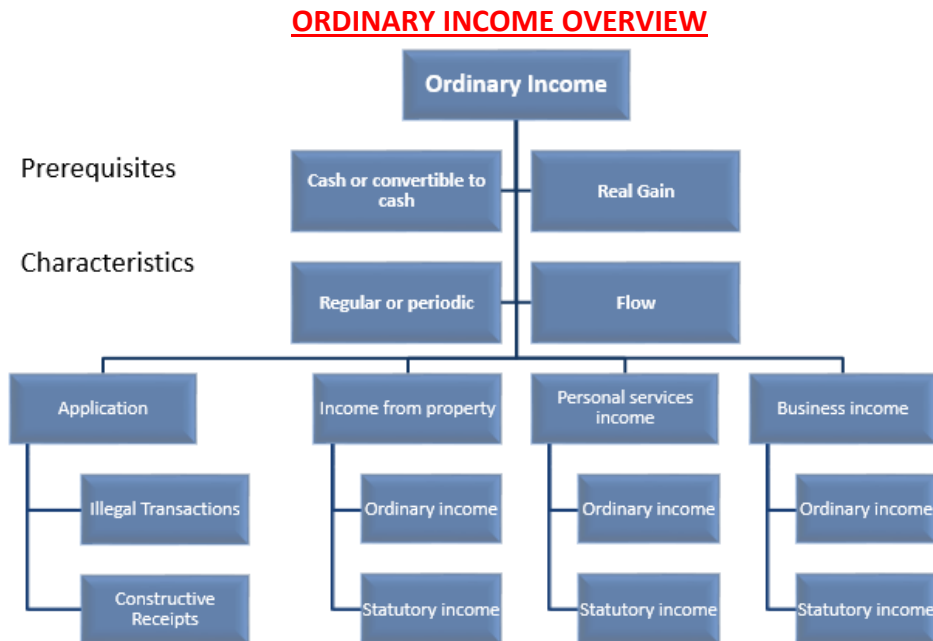 ORDINARY INCOME OVERVIEW
Ordinary Income
Prerequisites
Cash or convertible to
cash
Real Gain
Characteristics
Regular or periodic
Flow
Application
Income from property
Personal services
income
Business income
Illegal Transactions
Ordinary income
Ordinary income
Ordinary income
Constructive
Receipts
Statutory income
Statutory income
Statutory income